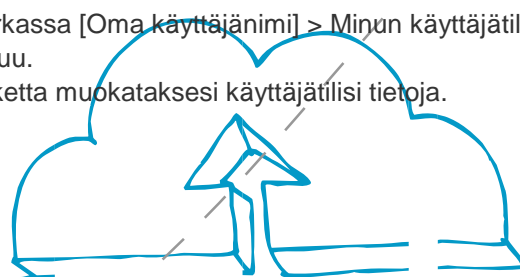 rkassa [Oma käyttäjänimi] > Minun käyttäjätil
uu.
ketta muokataksesi käyttäjätilisi tietoja.